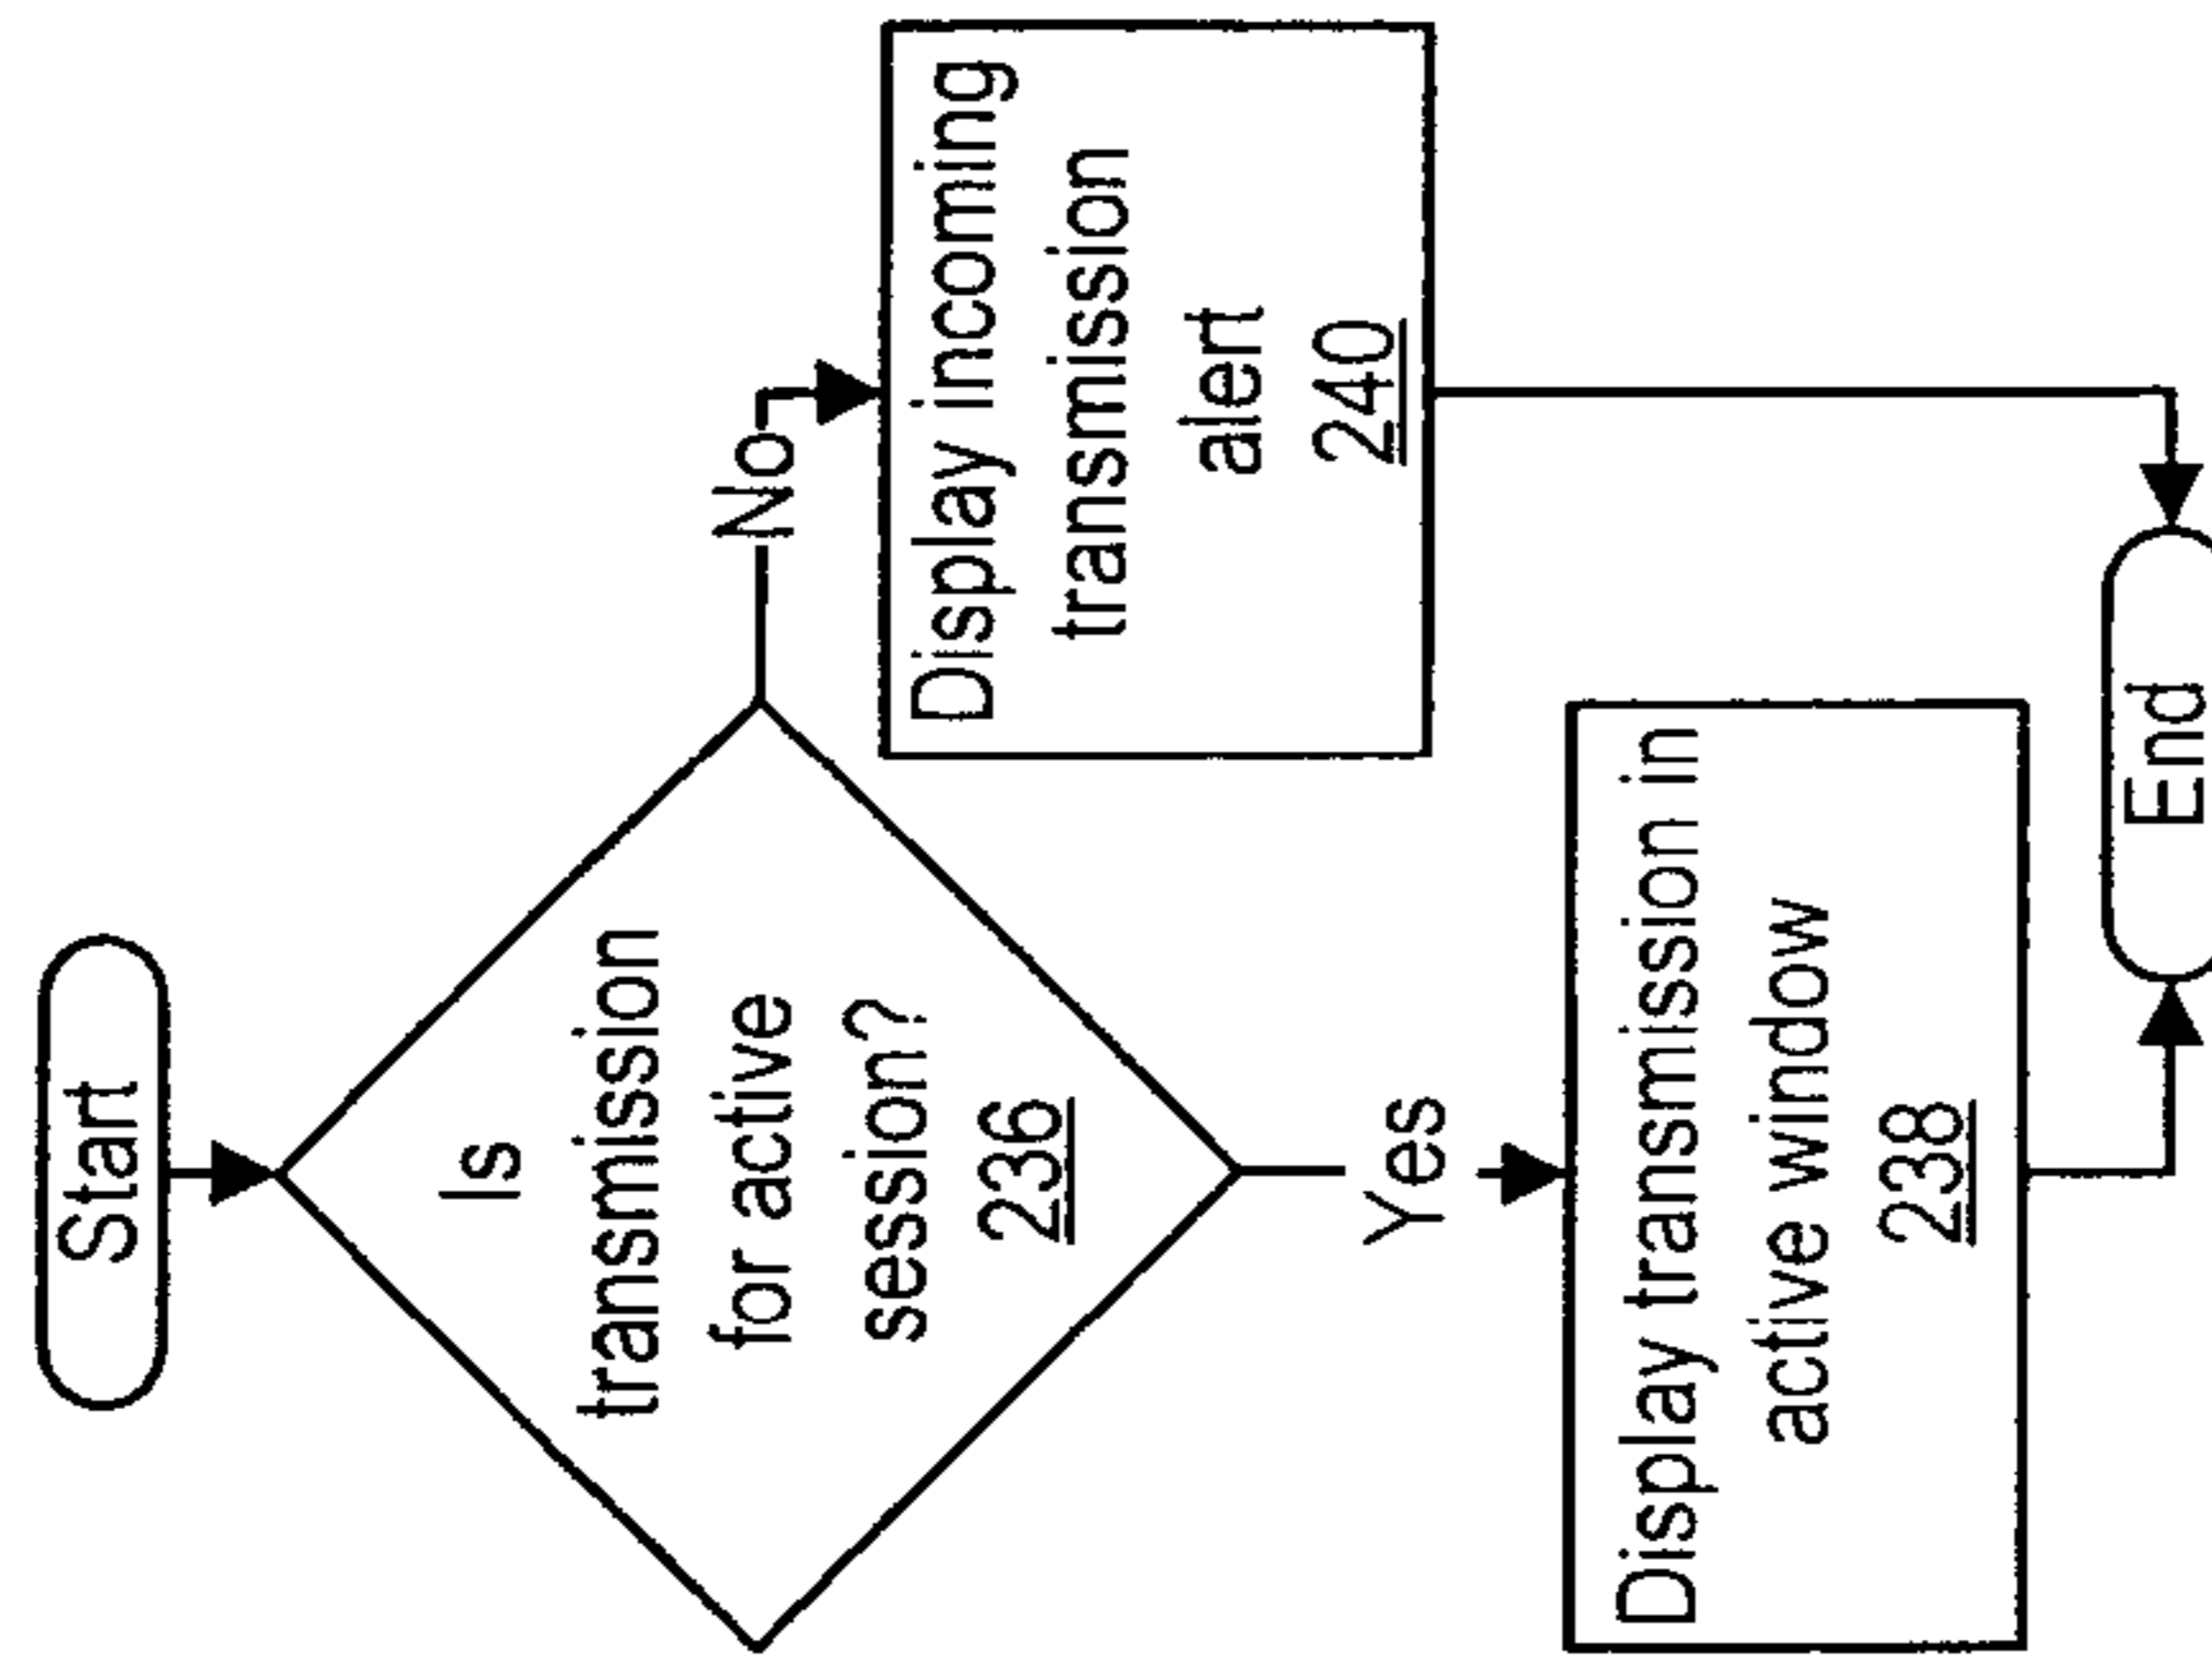 Start
Is
transmission
for active
session?
236
No
Display incoming
transmission
alert
240
Yes
Display transmission in
active window
238
End